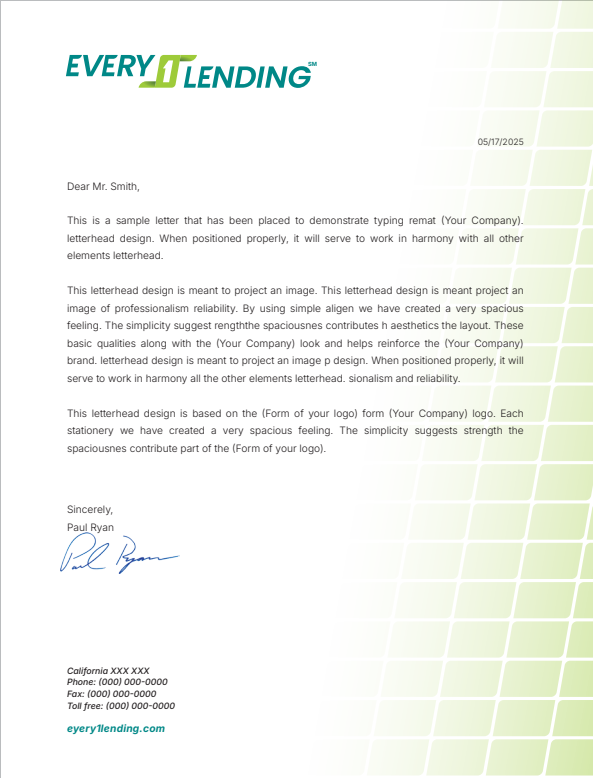 EVERY 1 LENDING SM
05/17/2025
Dear Mr. Smith,
This is a sample letter that has been placed to demonstrate typing remat (Your Company).
letterhead design. When positioned properly, it will serve to work in harmony with all other
elements letterhead.
This letterhead design is meant to project an image. This letterhead design is meant project an
image of professionalism reliability. By using simple aligen we have created a very spacious
feeling. The simplicity suggest rengththe spaciousnes contributes h aesthetics the layout. These
basic qualities along with the (Your Company) look and helps reinforce the (Your Company)
brand. letterhead design is meant to project an image p design. When positioned properly, it will
serve to work in harmony all the other elements letterhead. sionalism and reliability.
This letterhead design is based on the (Form of your logo) form (Your Company) logo. Each
stationery we have created a very spacious feeling. The simplicity suggests strength the
spaciousnes contribute part of the (Form of your logo).
Sincerely,
Paul Ryan
Paul Ryan
California XXX XXX
Phone: (000) 000-0000
Fax: (000) 000-0000
Toll free: (000) 000-0000
eyery1lending.com